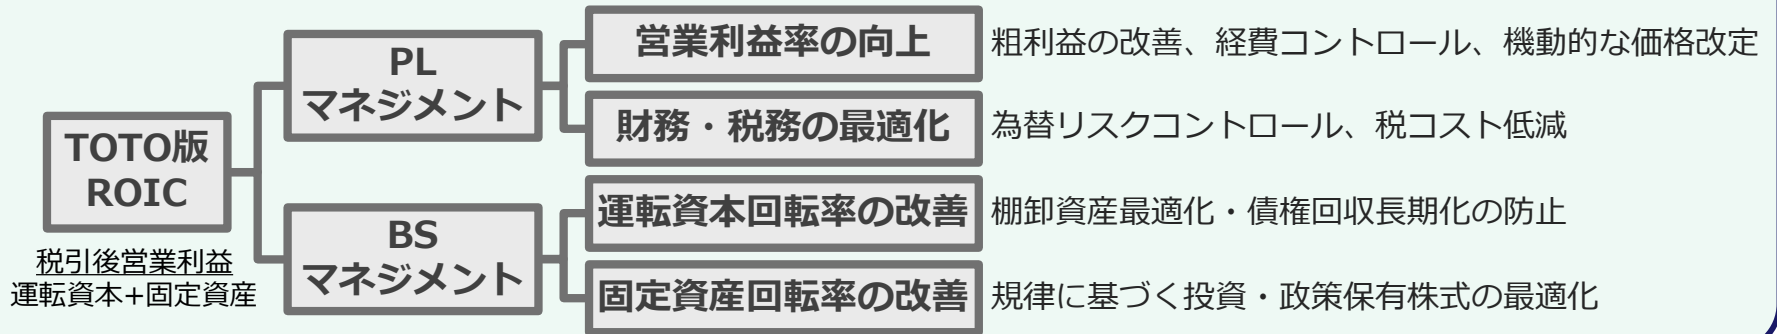 TOTO版
ROIC
税引後営業利益
運転資本+固定資産
PL
マネジメント
営業利益率の向上
粗利益の改善、経費コントロール、機動的な価格改定
財務・税務の最適化
為替リスクコントロール、税コスト低減
BS
マネジメント
運転資本回転率の改善
棚卸資産最適化・債権回収長期化の防止
固定資産回転率の改善
規律に基づく投資・政策保有株式の最適化